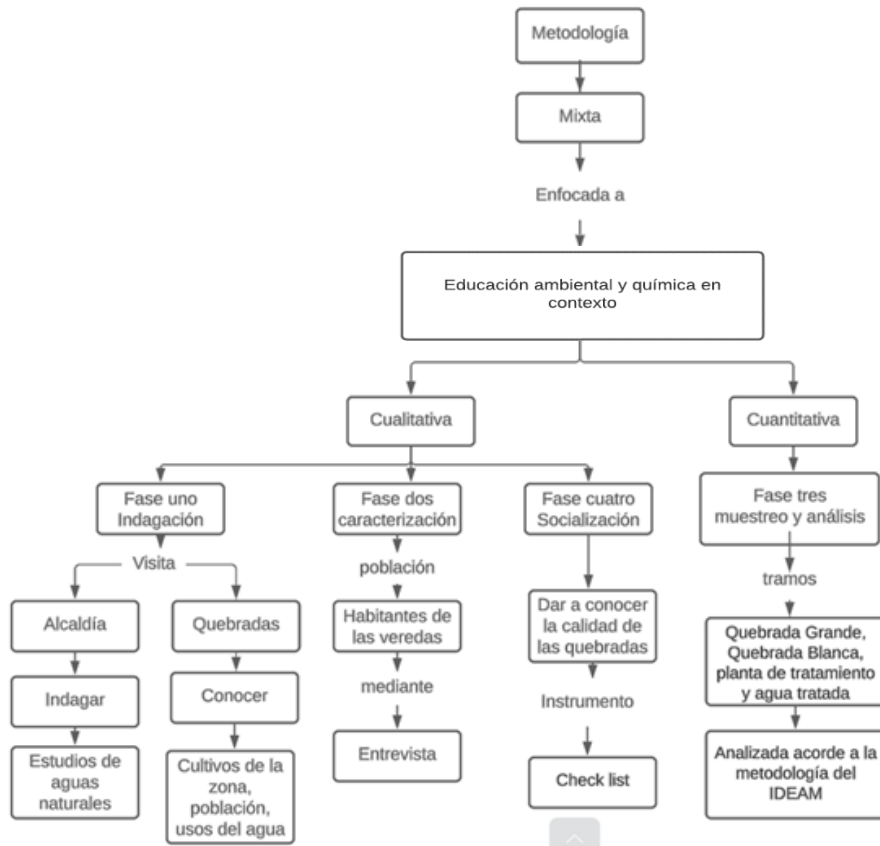 Metodología
Mixta
Enfocada a
Educación ambiental y química en
contexto
Cualitativa
Cuantitativa
Fase uno
Indagación
Fase dos
caracterización
Fase cuatro
Socialización
Fase tres
muestreo y análisis
Visita
población
tramos
Alcaldía
Quebradas
Habitantes de
las veredas
Dar a conocer
la calidad de
las quebradas
Quebrada Grande,
Quebrada Blanca,
planta de tratamiento
y agua tratada
Indagar
Conocer
mediante
Instrumento
Estudios de
aguas
naturales
Cultivos de la
zona,
población,
usos del agua
Entrevista
Check list
Analizada acorde a la
metodología del
IDEAM